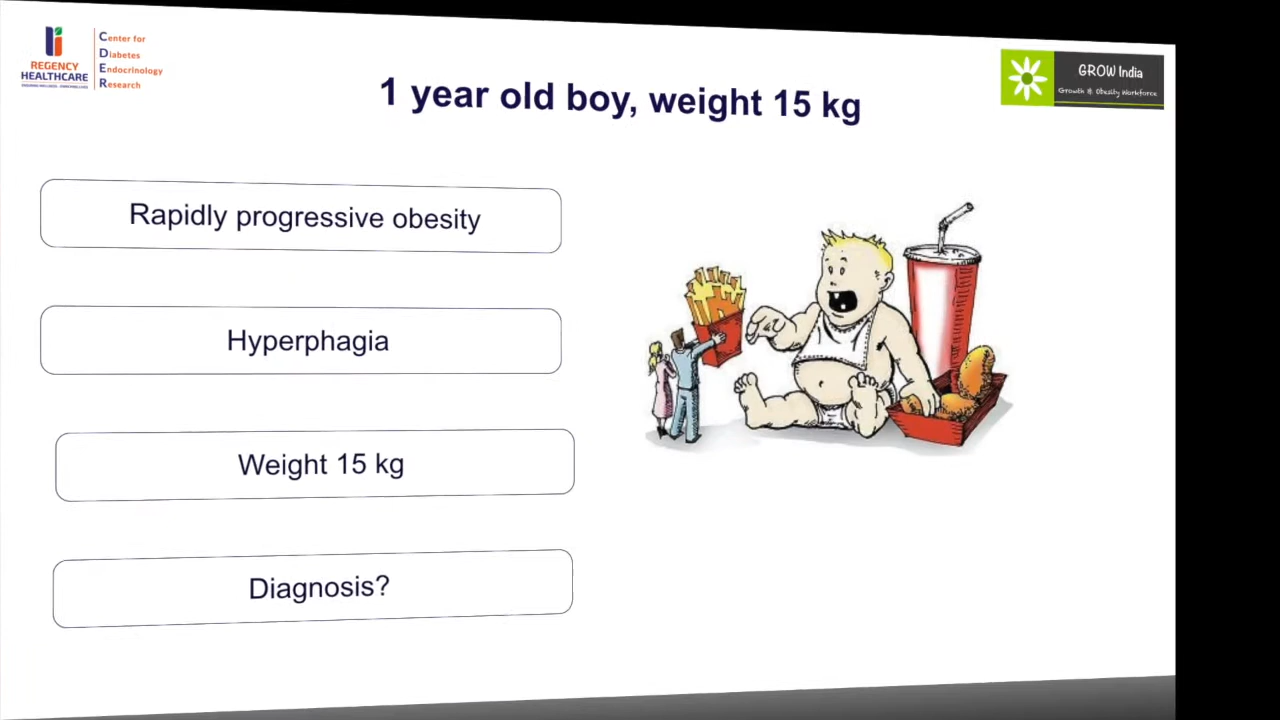 REGENCY
HEALTHCARE
Center for
Diabetes
Endocrinology
Research
1 year old boy, weight 15 kg
GROW India
Growth & Obesity Workforce
Rapidly progressive obesity
Hyperphagia
Weight 15 kg
Diagnosis?